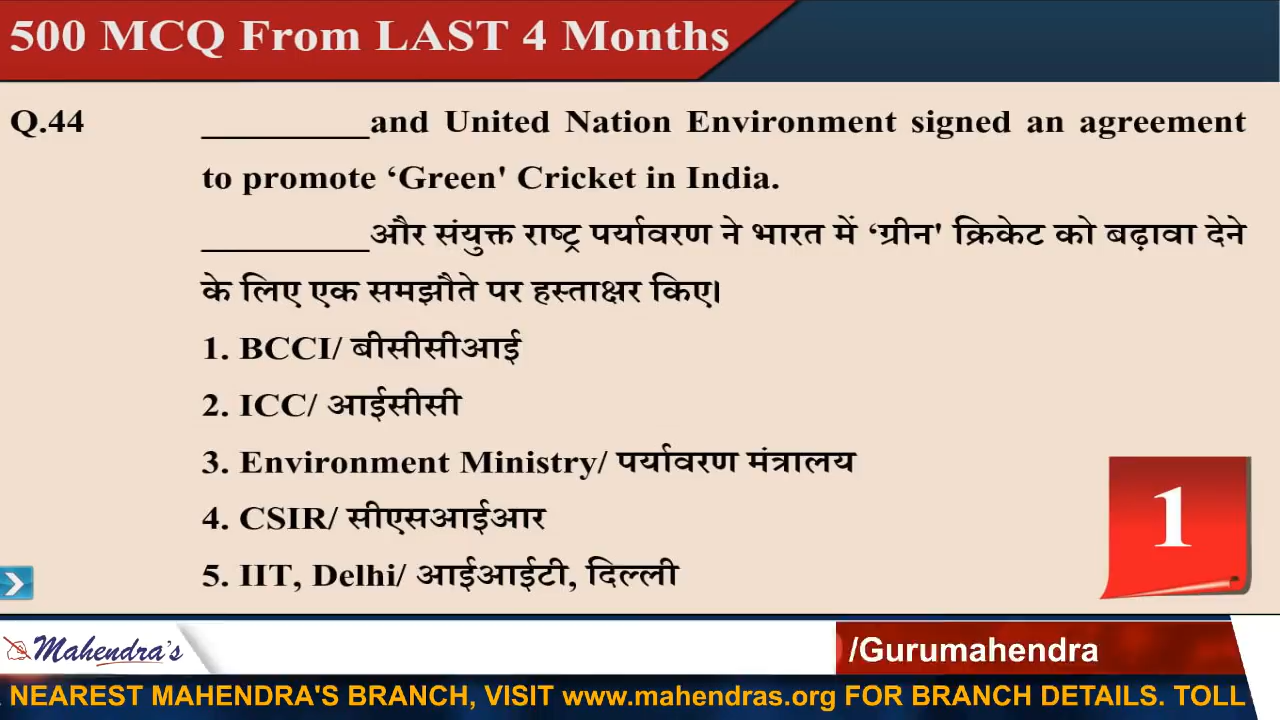 500 MCQ From LAST 4 Months
Q.44 __________and United Nation Environment signed an agreement
to promote ‘Green' Cricket in India.
__________और संयुक्त राष्ट्र पर्यावरण ने भारत में ‘ग्रीन' क्रिकेट को बढ़ावा देने
के लिए एक समझौते पर हस्ताक्षर किए।
1. BCCI/ बीसीसीआई
2. ICC/ आईसीसी
3. Environment Ministry/ पर्यावरण मंत्रालय
4. CSIR/ सीएसआईआर
5. IIT, Delhi/ आईआईटी, दिल्ली
1
Mahendra's
/Gurumahendra
NEAREST MAHENDRA'S BRANCH, VISIT www.mahendras.org FOR BRANCH DETAILS. TOLL